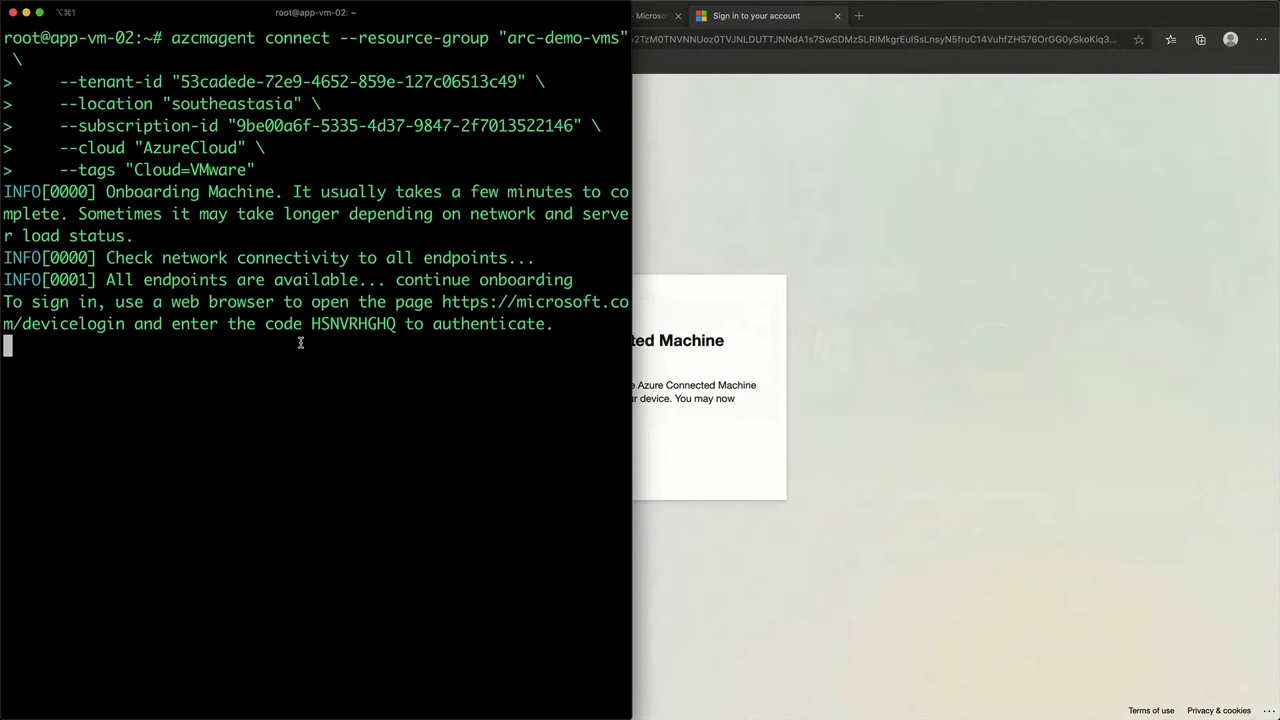 ⌥⌘1
root@app-vm-02: ~
root@app-vm-02:~# azcmagent connect --resource-group "arc-demo-vms"
\
> --tenant-id "53cadede-72e9-4652-859e-127c06513c49" \
> --location "southeastasia" \
> --subscription-id "9be00a6f-5335-4d37-9847-2f7013522146" \
> --cloud "AzureCloud" \
> --tags "Cloud=VMware"
INFO[0000] Onboarding Machine. It usually takes a few minutes to co
mplete. Sometimes it may take longer depending on network and serve
r load status.
INFO[0000] Check network connectivity to all endpoints...
INFO[0001] All endpoints are available... continue onboarding
To sign in, use a web browser to open the page https://microsoft.co
m/devicelogin and enter the code HSNVRHGHQ to authenticate.
- Microsof
Sign in to your account
ted Machine
e Azure Connected Machine
ur device. You may now
Terms of use Privacy & cookies ...